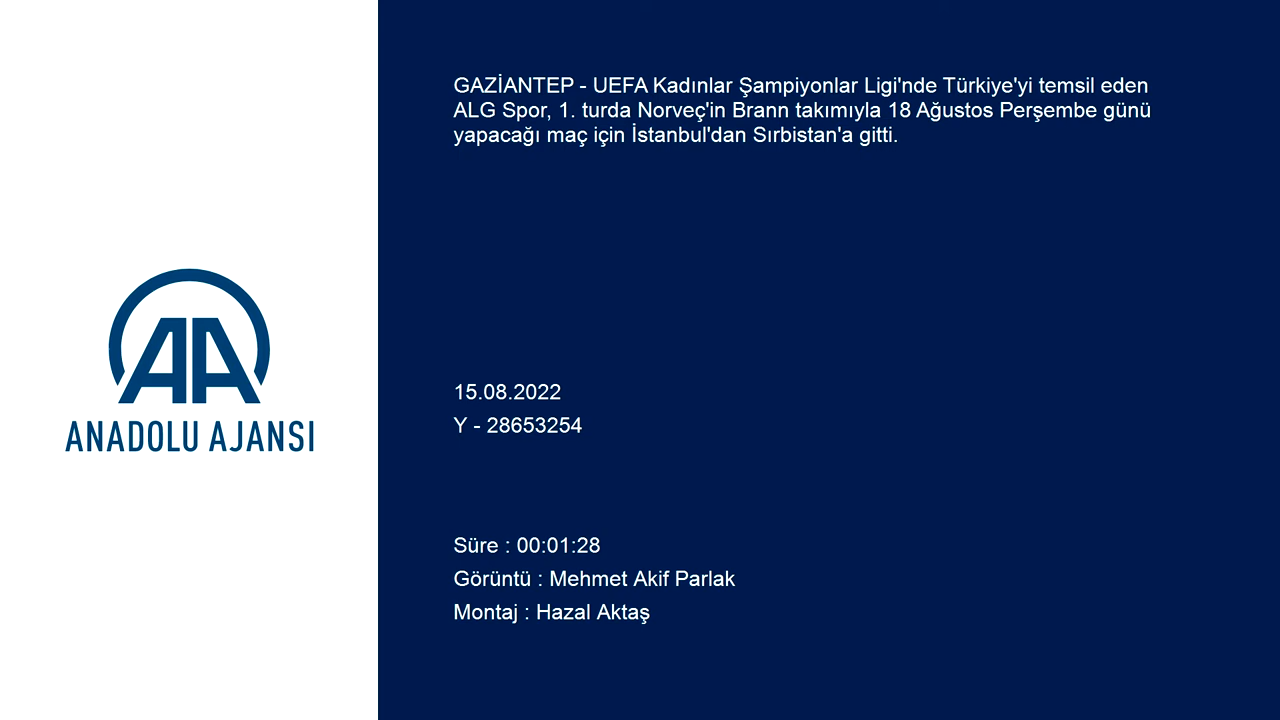 GAZİANTEP - UEFA Kadınlar Şampiyonlar Ligi'nde Türkiye'yi temsil eden
ALG Spor, 1. turda Norveç'in Brann takımıyla 18 Ağustos Perşembe günü
yapacağı maç için İstanbul'dan Sırbistan'a gitti.
AA
ANADOLU AJANSI
15.08.2022
Y - 28653254
Süre : 00:01:28
Görüntü : Mehmet Akif Parlak
Montaj : Hazal Aktaş